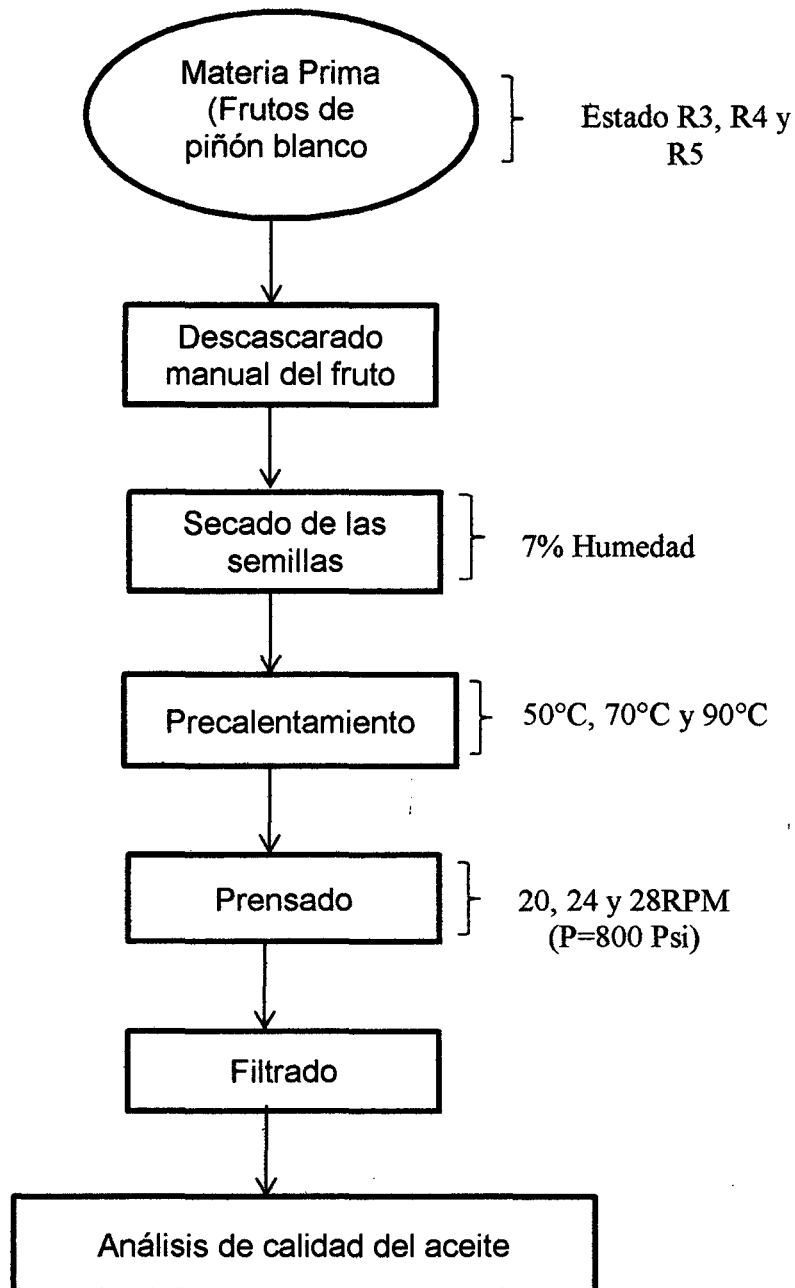 Materia Prima
(Frutos de
piñón blanco
Estado R3, R4 y
R5
Descascarado
manual del fruto
Secado de las
semillas
7% Humedad
Precalentamiento
50°C, 70°C y 90°C
Prensado
20, 24 y 28RPM
(P=800 Psi)
Filtrado
Análisis de calidad del aceite